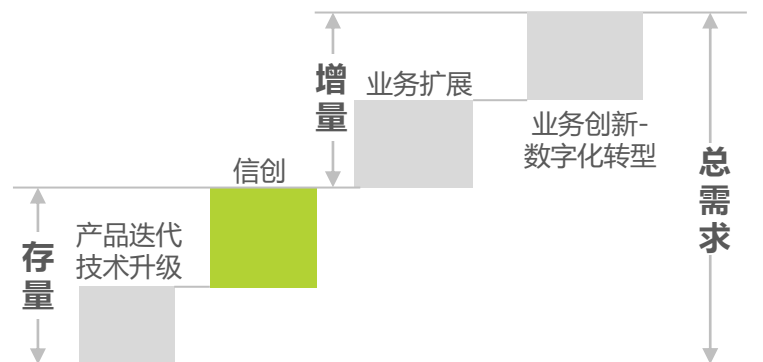 增量
业务扩展
业务创新-
数字化转型
信创
总需求
产品迭代
技术升级
存量